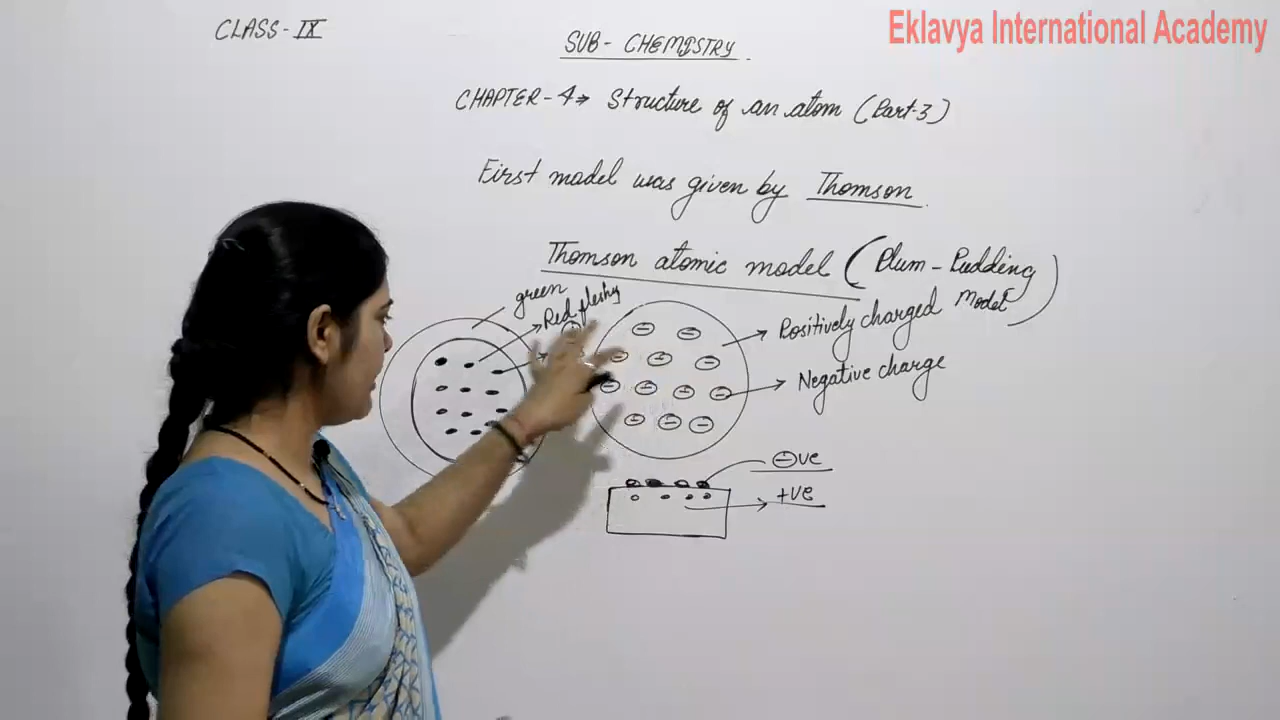 CLASS-IX
Eklavya International Academy
SUB- CHEMISTRY
CHAPTER-4⇒ Structure of an atom (Part-3)
First model was given by Thomson
Thomson atomic model (Plum-Pudding Model)
green
Red fleshy
Positively charged
Negative charge
⊖ve
+ve